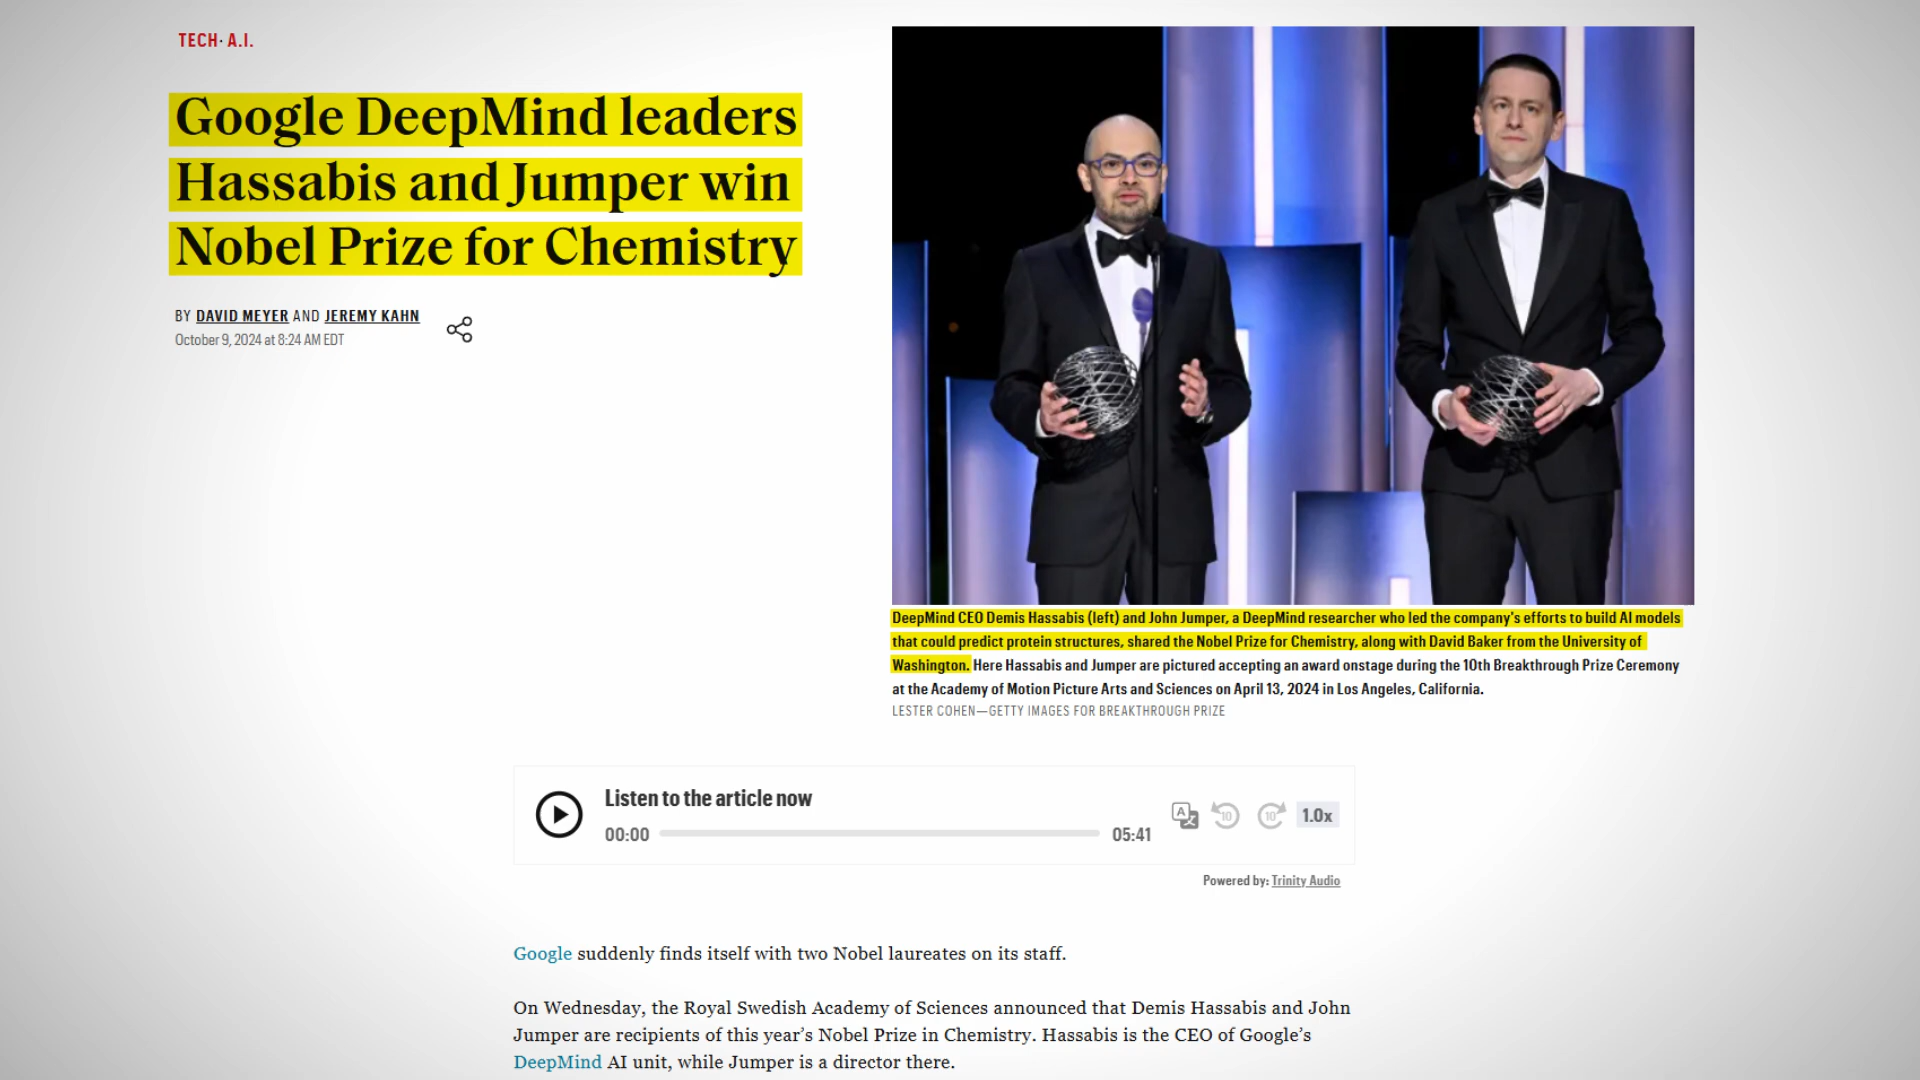 TECH· A.I.
Google DeepMind leaders
Hassabis and Jumper win
Nobel Prize for Chemistry
BY DAVID MEYER AND JEREMY KAHN
October 9, 2024 at 8:24 AM EDT
DeepMind CEO Demis Hassabis (left) and John Jumper, a DeepMind researcher who led the company's efforts to build AI models
that could predict protein structures, shared the Nobel Prize for Chemistry, along with David Baker from the University of
Washington. Here Hassabis and Jumper are pictured accepting an award onstage during the 10th Breakthrough Prize Ceremony
at the Academy of Motion Picture Arts and Sciences on April 13, 2024 in Los Angeles, California.
LESTER COHEN—GETTY IMAGES FOR BREAKTHROUGH PRIZE
Listen to the article now
00:00 05:41
A 10 10 1.0x
Powered by: Trinity Audio
Google suddenly finds itself with two Nobel laureates on its staff.
On Wednesday, the Royal Swedish Academy of Sciences announced that Demis Hassabis and John
Jumper are recipients of this year’s Nobel Prize in Chemistry. Hassabis is the CEO of Google’s
DeepMind AI unit, while Jumper is a director there.